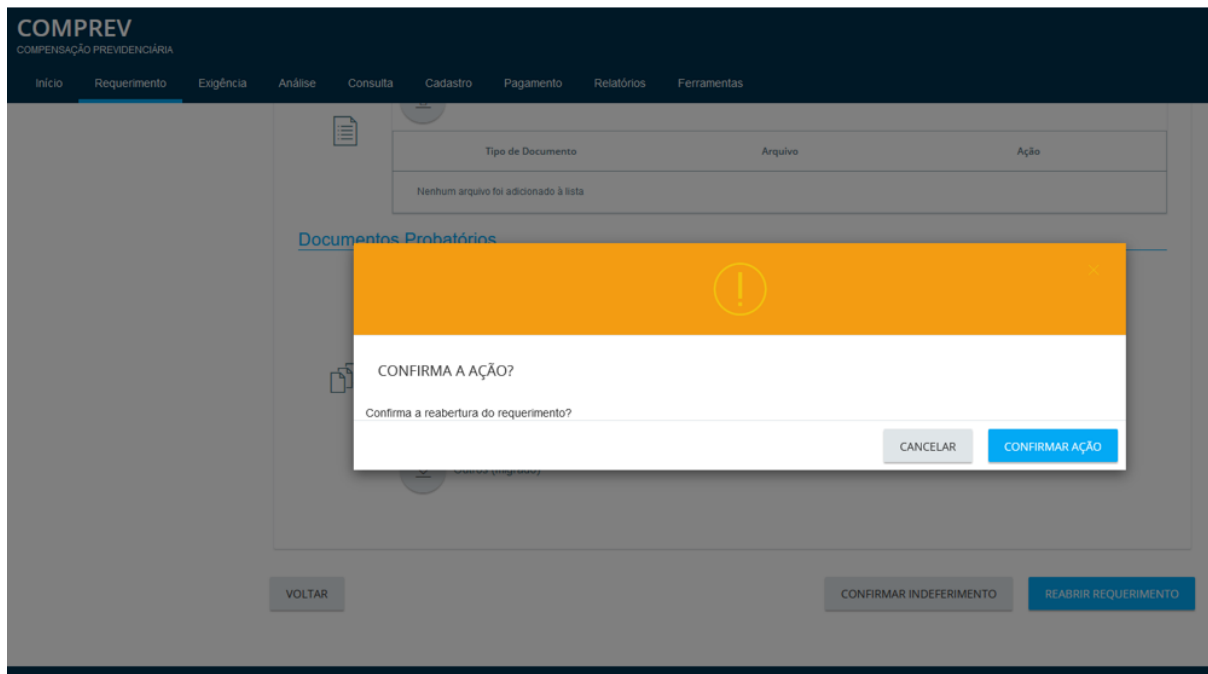 COMPREV
COMPENSAÇÃO PREVIDENCIÁRIA
Início Requerimento Exigência Análise Consulta Cadastro Pagamento Relatórios Ferramentas
Tipo de Documento Arquivo Ação
Nenhum arquivo foi adicionado à lista
Documentos Probatórios
CONFIRMA A AÇÃO?
Confirma a reabertura do requerimento?
CANCELAR CONFIRMAR AÇÃO
Outros (migrado)
VOLTAR CONFIRMAR INDEFERIMENTO REABRIR REQUERIMENTO